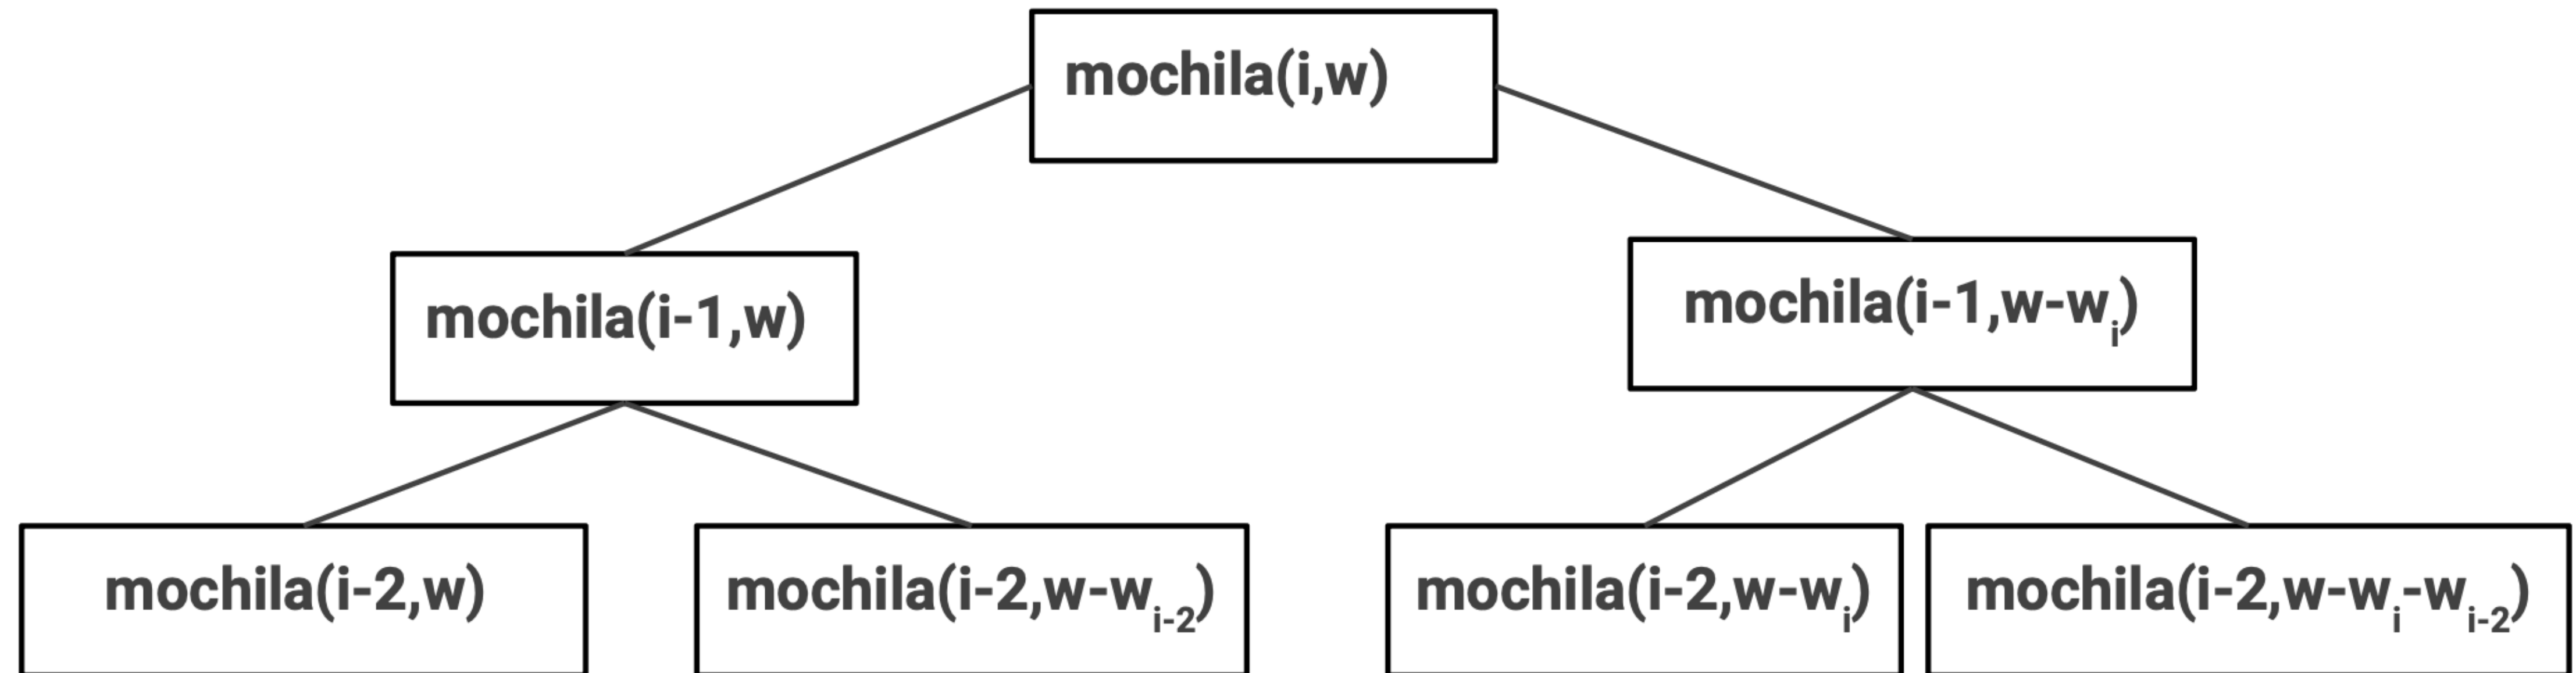 mochila(i,w)
mochila(i-1,w)
mochila(i-1,w-wᵢ)
mochila(i-2,w)
mochila(i-2,w-wᵢ₋₂)
mochila(i-2,w-wᵢ)
mochila(i-2,w-wᵢ-wᵢ₋₂)